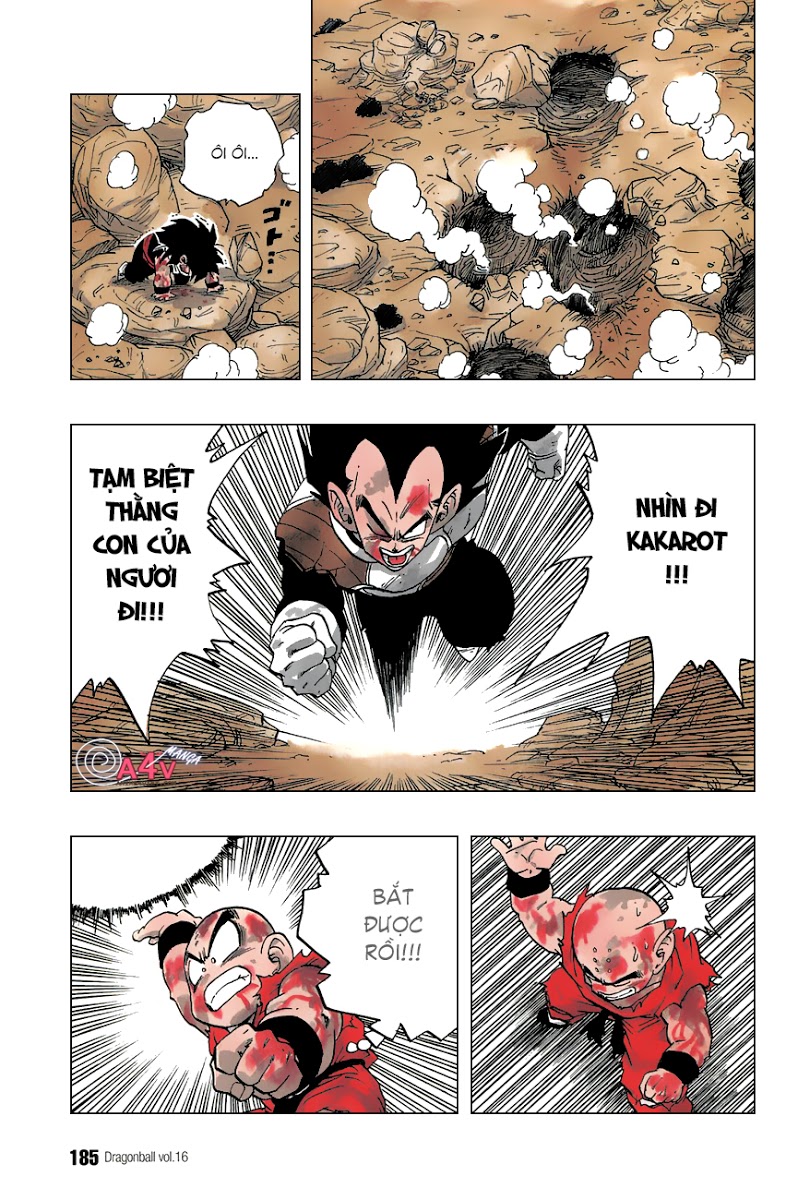 ÔI ÔI...
ゴト...
NHÌN ĐI
KAKAROT
!!!
TẠM BIỆT
THẰNG
CON CỦA
NGƯƠI
ĐI!!!
A4V MANGA
BẮT
ĐƯỢC
RỒI!!!
185 Dragonball vol.16